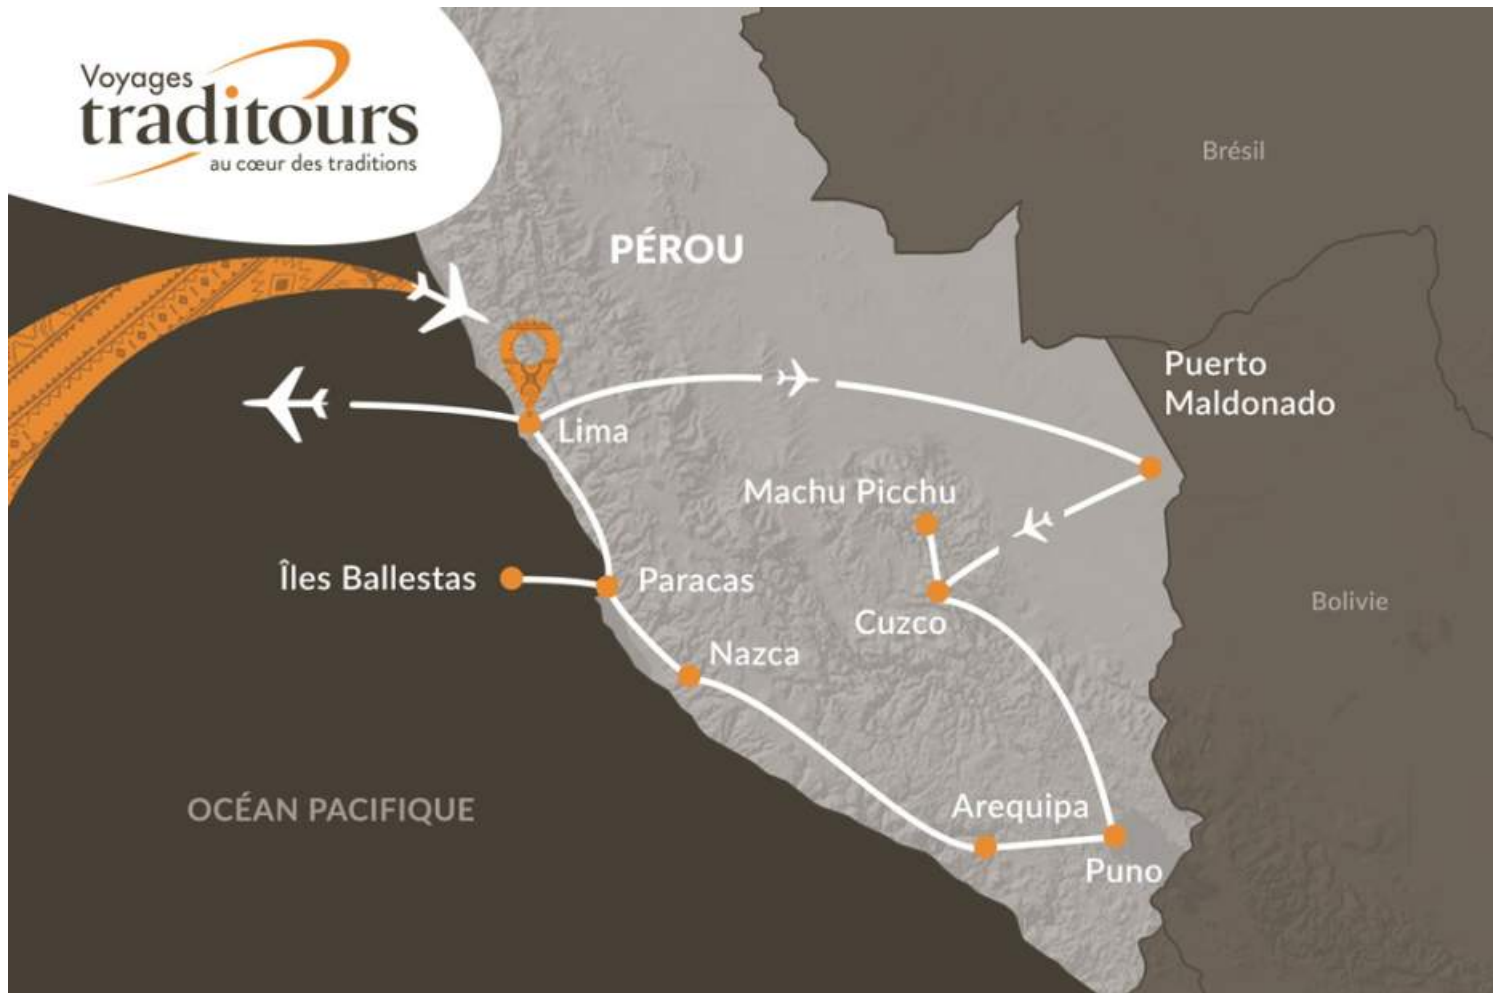 Voyages
traditours
au cœur des traditions
Brésil
PÉROU
Puerto
Maldonado
Lima
Machu Picchu
Îles Ballestas
Paracas
Cuzco
Bolivie
Nazca
OCÉAN PACIFIQUE
Arequipa
Puno